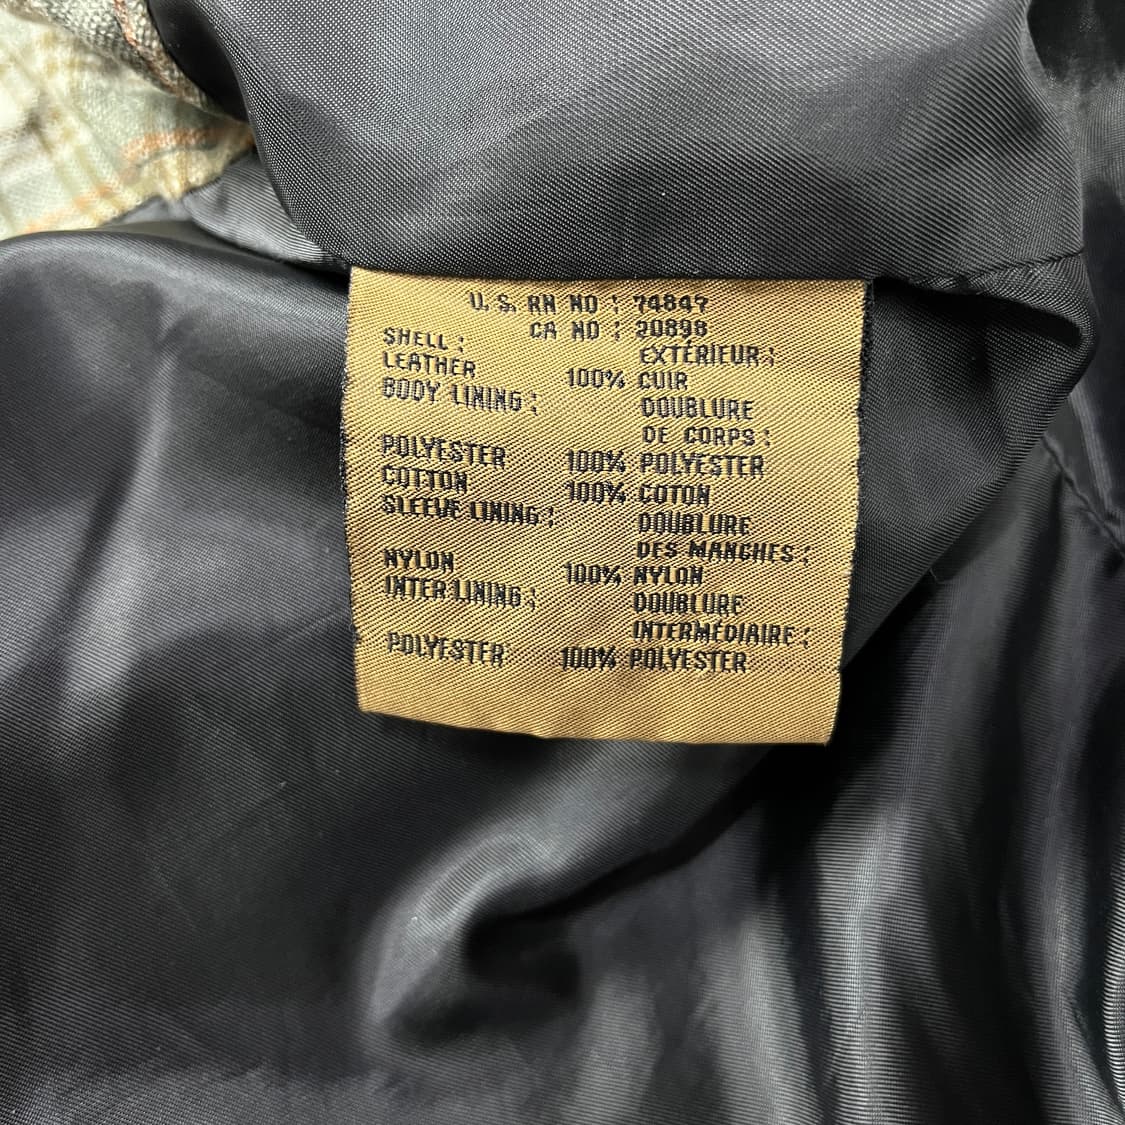 U.S. RN NO : 74847
CA NO : 20898
SHELL : EXTÉRIEUR :
LEATHER 100% CUIR
BODY LINING : DOUBLURE
DE CORPS :
POLYESTER 100% POLYESTER
COTTON 100% COTON
SLEEVE LINING : DOUBLURE
DES MANCHES :
NYLON 100% NYLON
INTER LINING : DOUBLURE
INTERMÉDIAIRE :
POLYESTER 100% POLYESTER